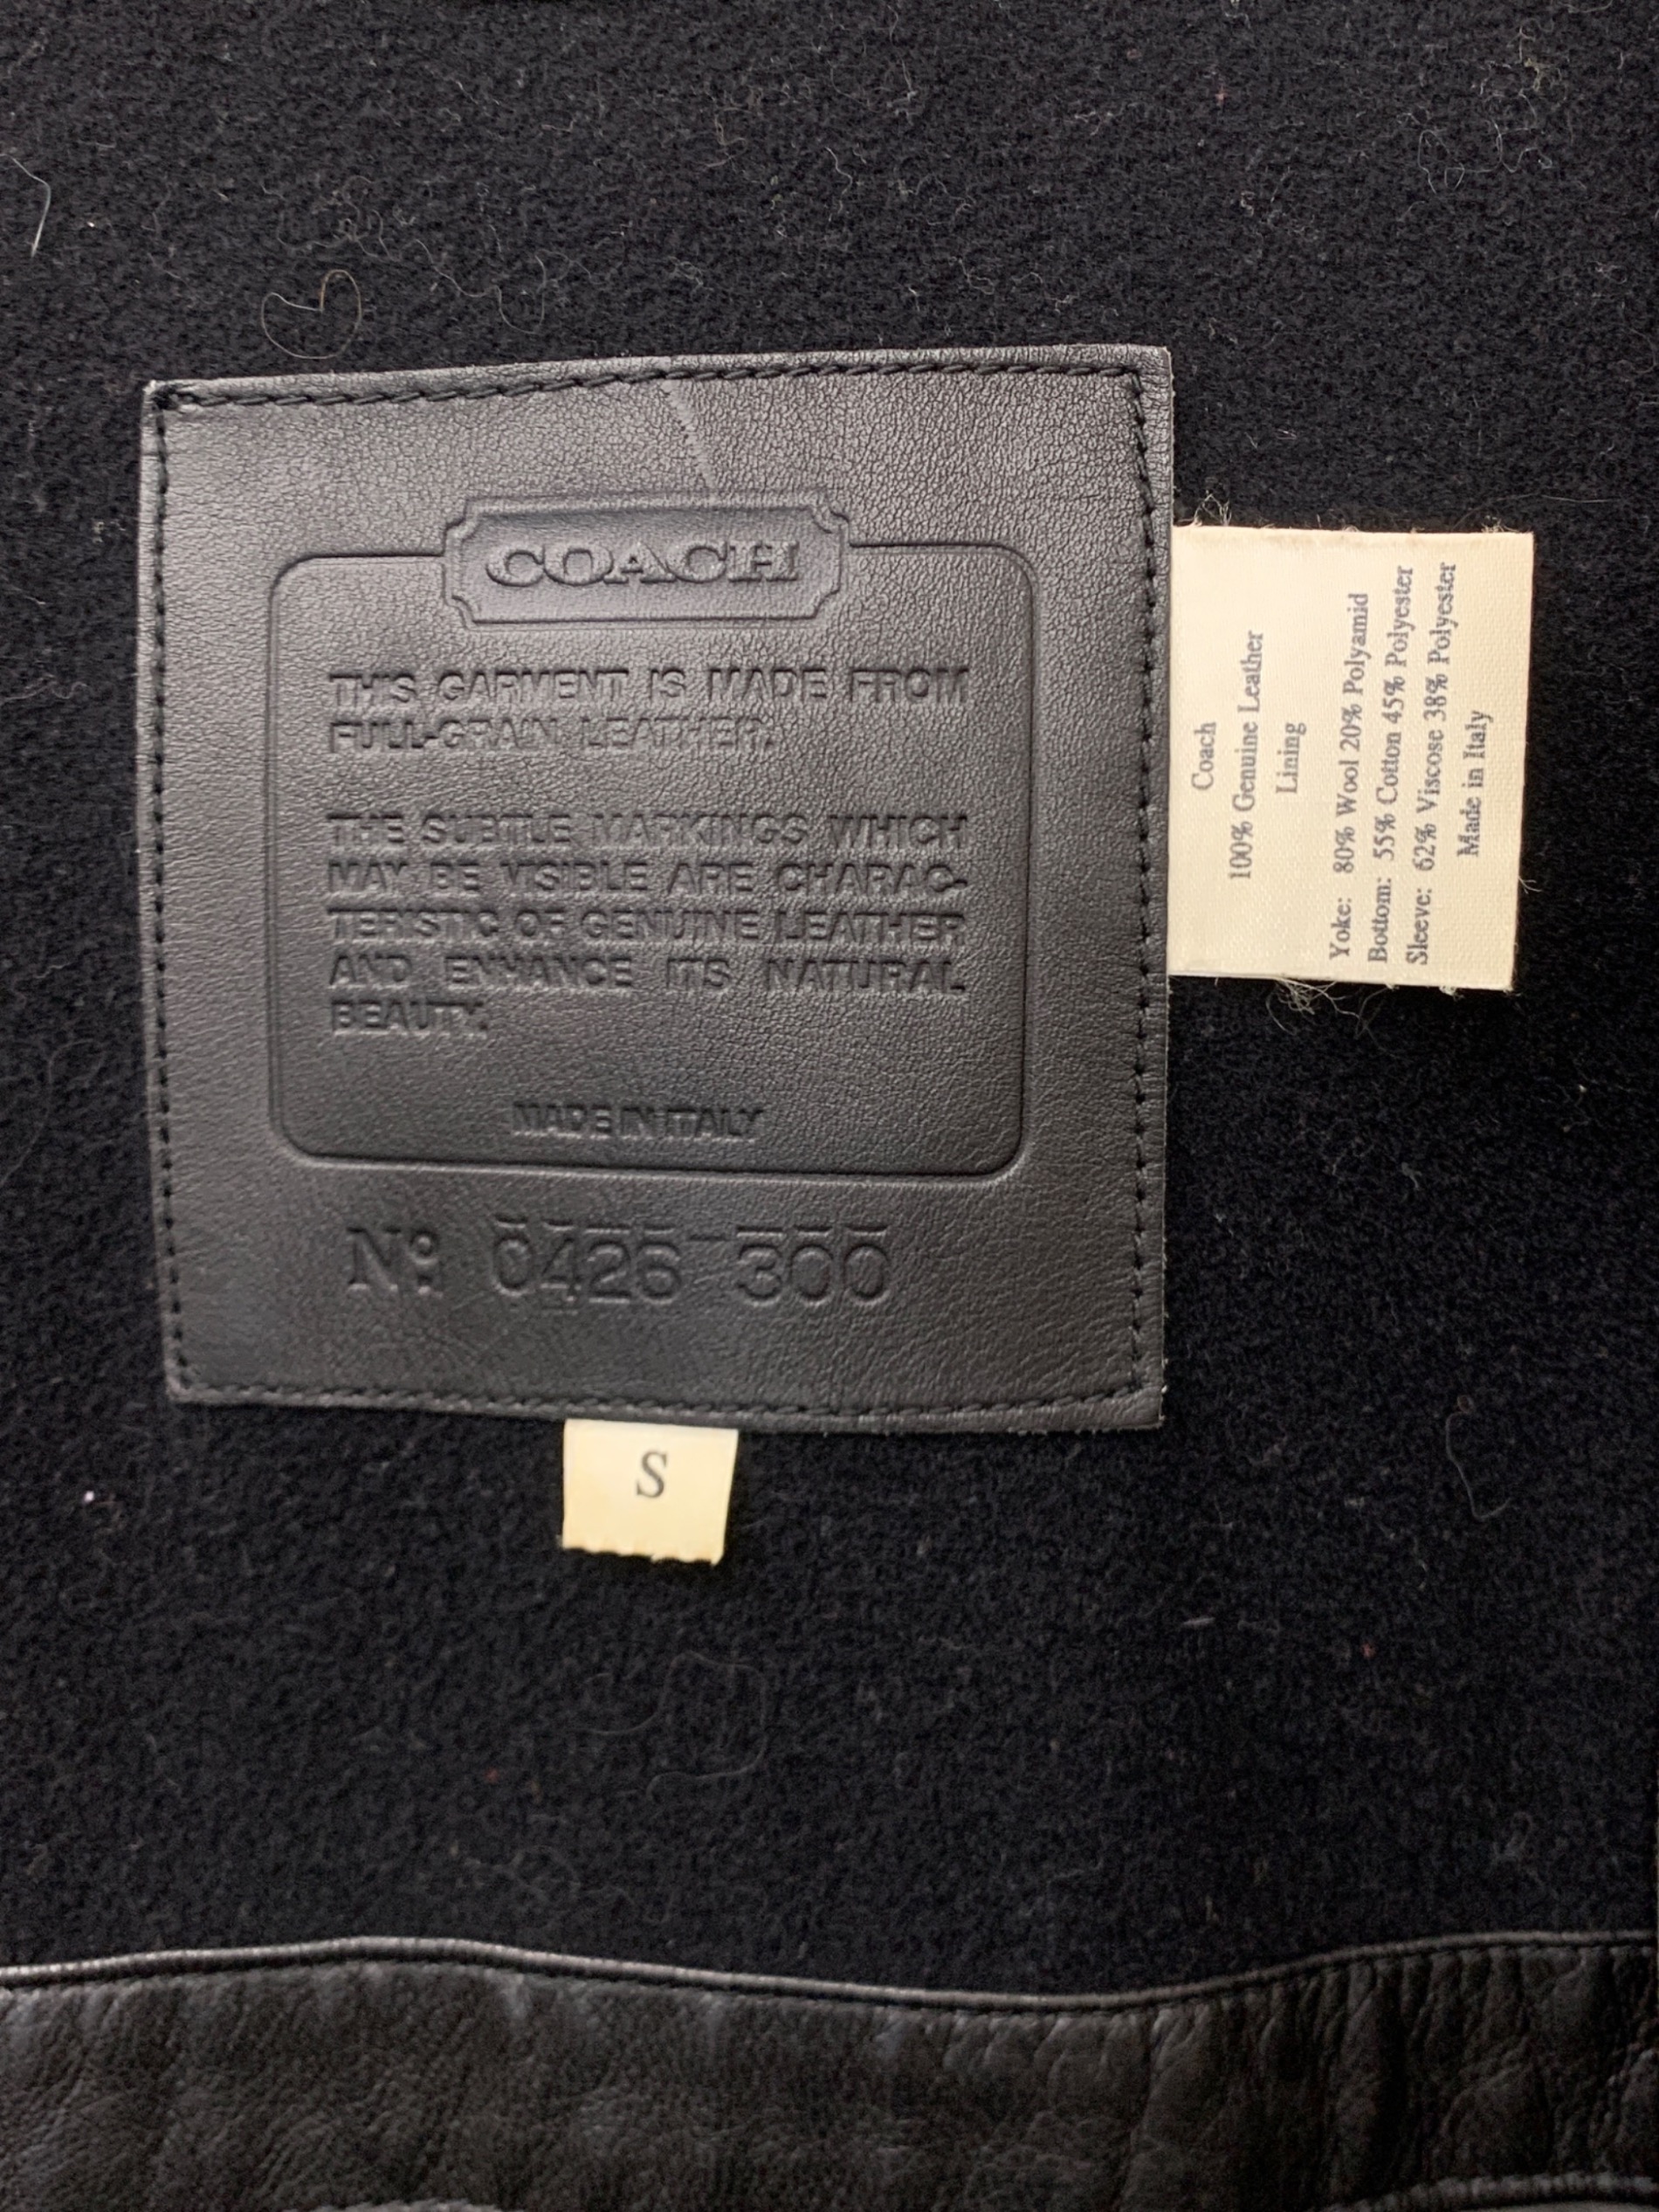 COACH
THIS GARMENT IS MADE FROM
FULL-GRAIN LEATHER.
THE SUBTLE MARKINGS WHICH
MAY BE VISIBLE ARE CHARAC-
TERISTIC OF GENUINE LEATHER
AND ENHANCE ITS NATURAL
BEAUTY.
MADE IN ITALY
Nº 0426-300
S
Coach
100% Genuine Leather
Lining
Yoke: 80% Wool 20% Polyamid
Bottom: 55% Cotton 45% Polyester
Sleeve: 62% Viscose 38% Polyester
Made in Italy